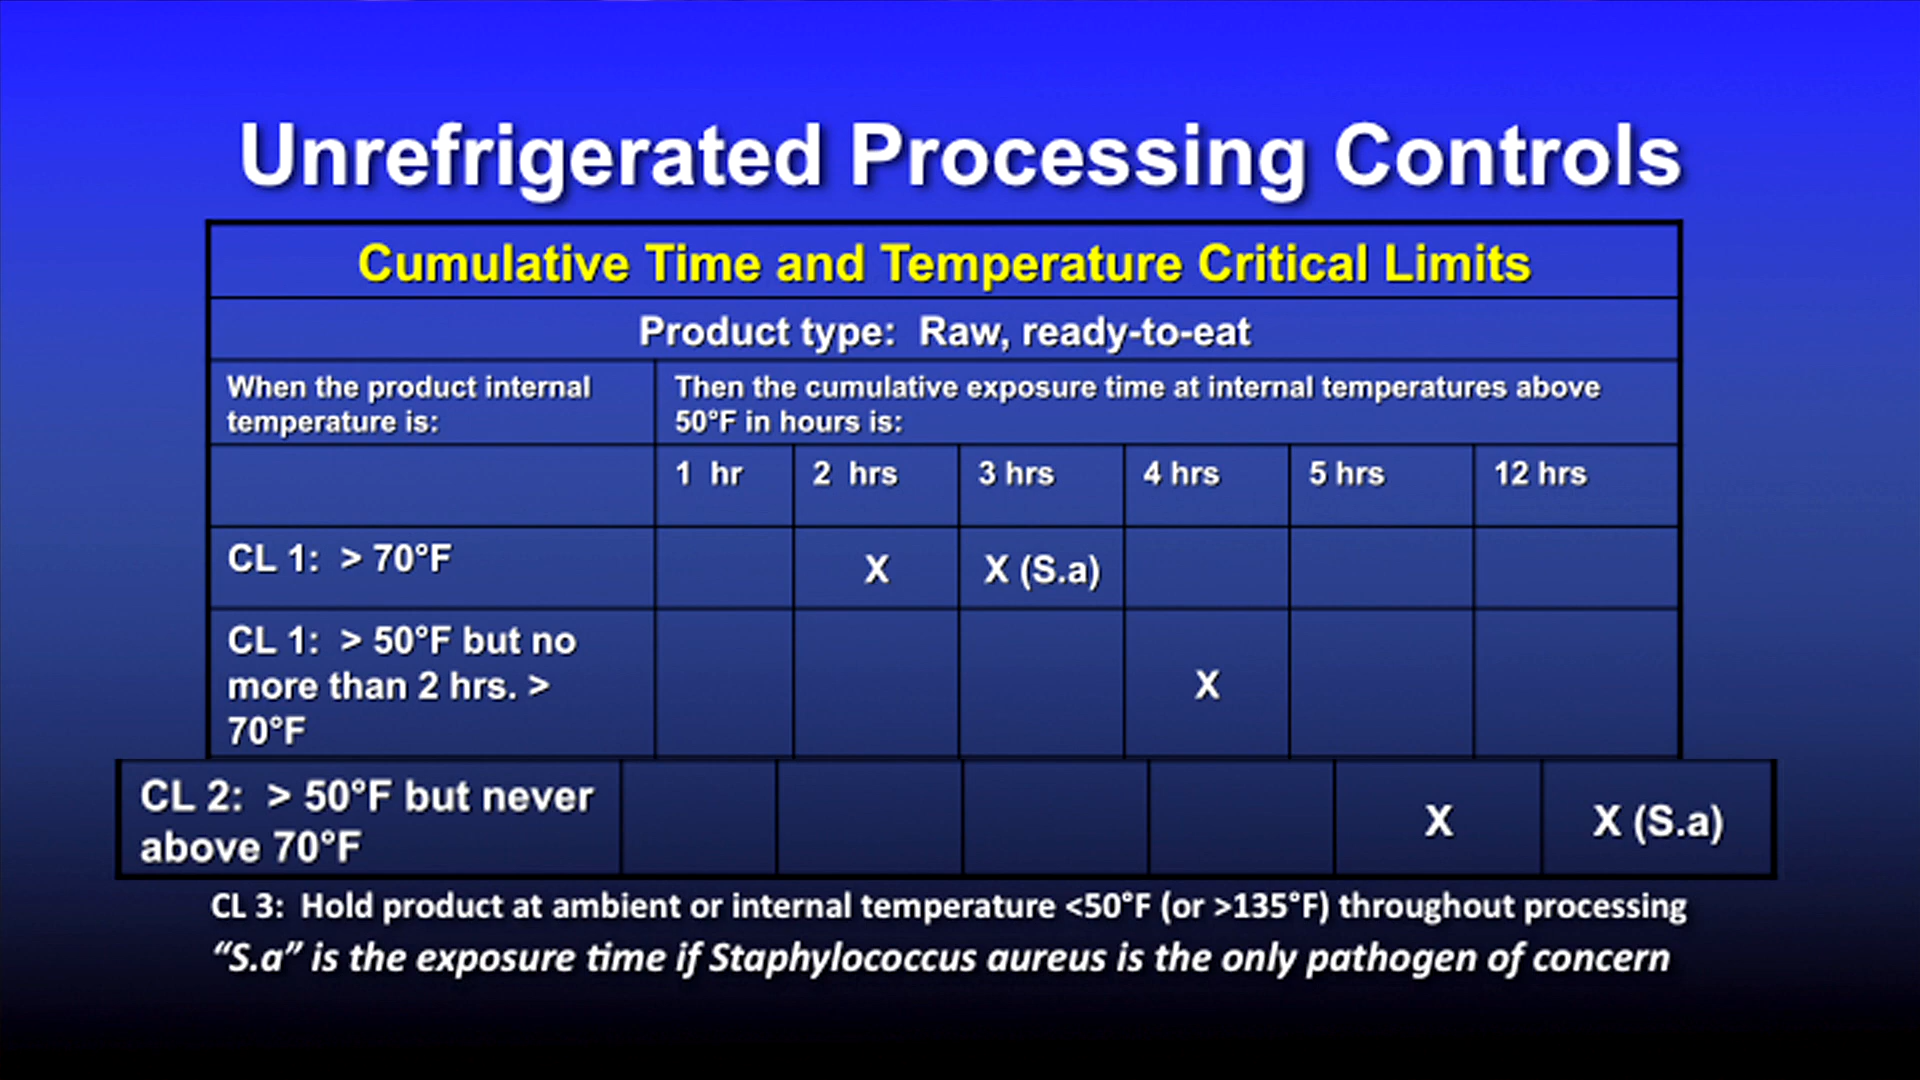 Unrefrigerated Processing Controls
Cumulative Time and Temperature Critical Limits
Product type:  Raw, ready-to-eat
When the product internal
temperature is:
Then the cumulative exposure time at internal temperatures above
50°F in hours is:
1  hr
2  hrs
3 hrs
4 hrs
5 hrs
12 hrs
CL 1:  > 70°F
X
X (S.a)
CL 1:  > 50°F but no
more than 2 hrs. >
70°F
X
CL 2:  > 50°F but never
above 70°F
X
X (S.a)
CL 3:  Hold product at ambient or internal temperature <50°F (or >135°F) throughout processing
“S.a” is the exposure time if Staphylococcus aureus is the only pathogen of concern